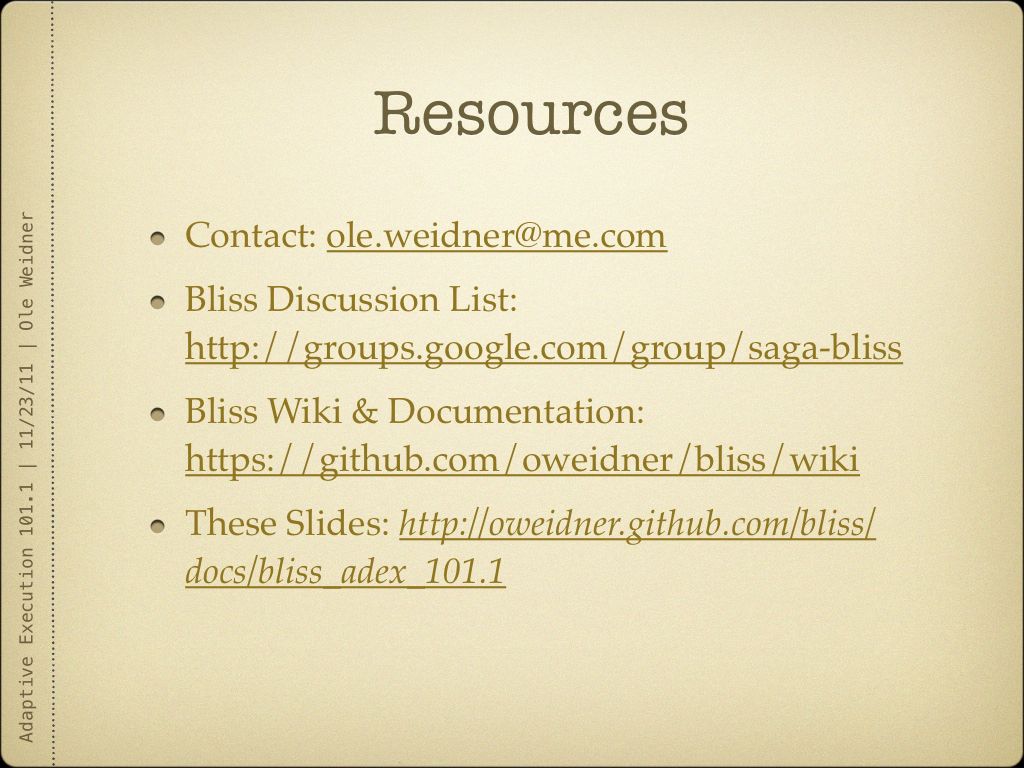 Resources
Contact: ole.weidner@me.com
Bliss Discussion List:
http://groups.google.com/group/saga-bliss
Bliss Wiki & Documentation:
https://github.com/oweidner/bliss/wiki
These Slides: http://oweidner.github.com/bliss/
docs/bliss_adex_101.1
Adaptive Execution 101.1 | 11/23/11 | Ole Weidner